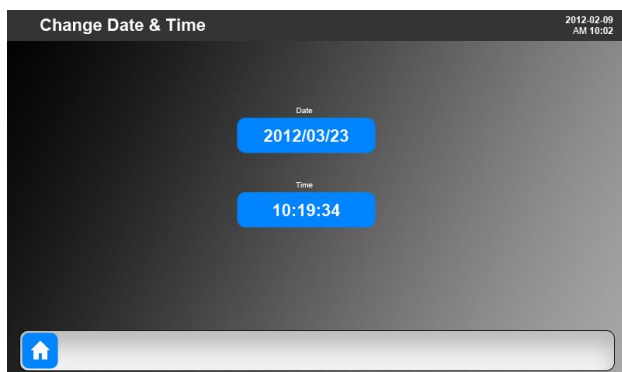 Change Date & Time
2012-02-09
AM 10:02
Date
2012/03/23
Time
10:19:34